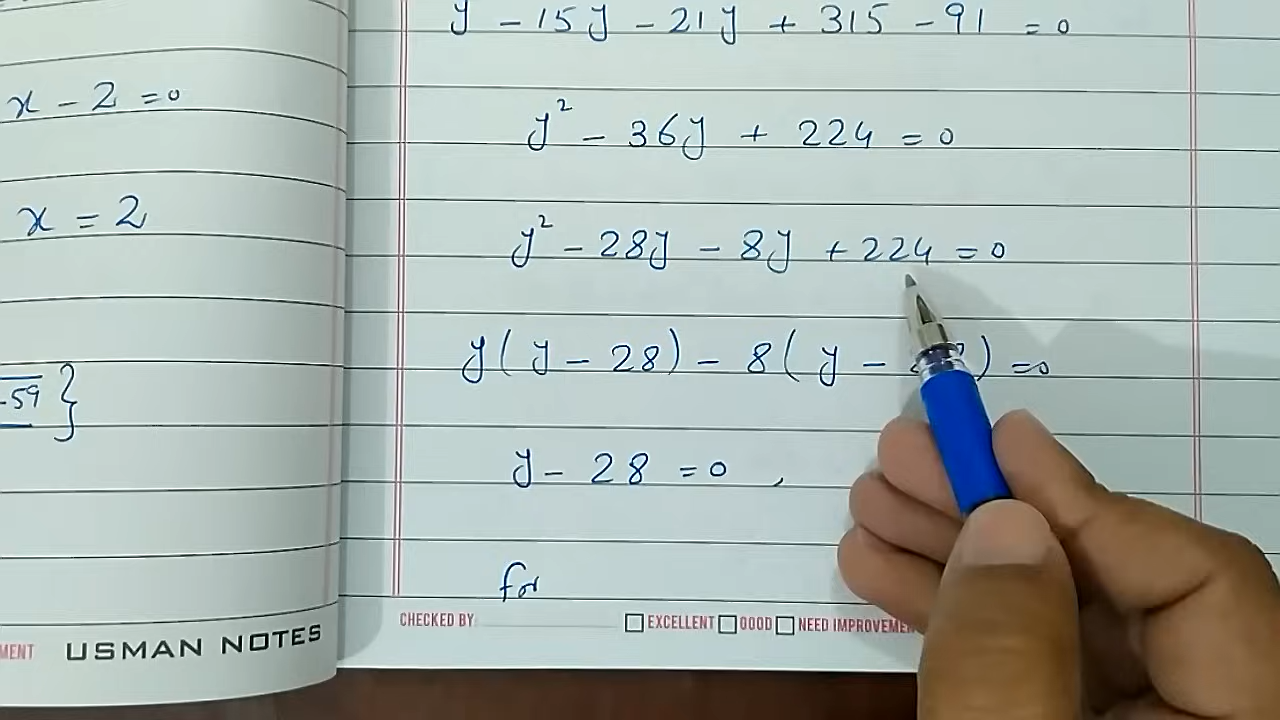 x - 2 = 0
x = 2
-59 }
y - 15y - 21y + 315 - 91 = 0
y² - 36y + 224 = 0
y² - 28y - 8y + 224 = 0
y( y - 28) - 8( y - ) = 0
y - 28 = 0 ,
for
CHECKED BY: EXCELLENT GOOD NEED IMPROVEMEN
MENT USMAN NOTES